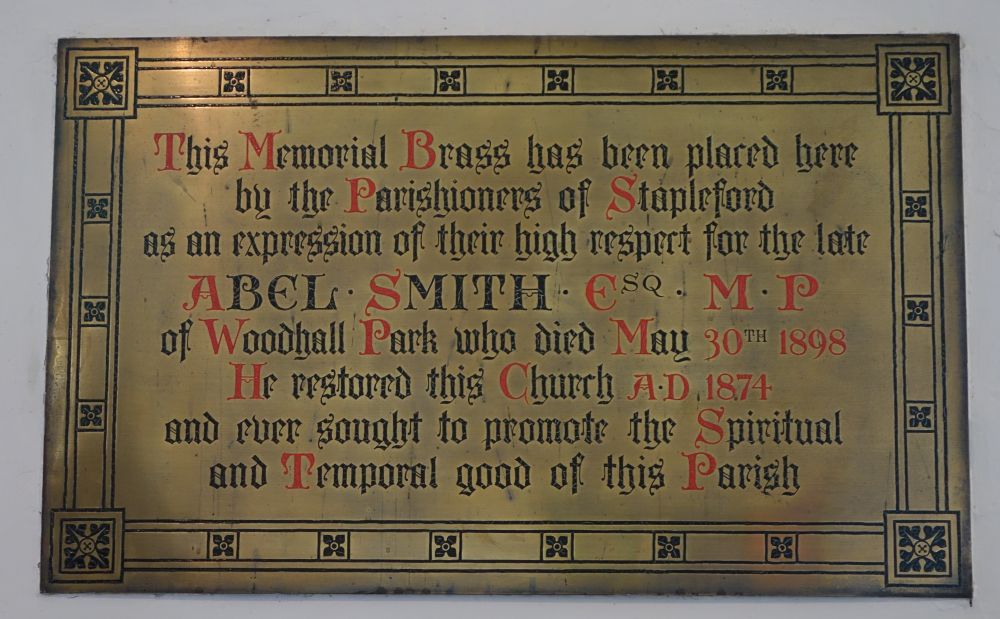 This Memorial Brass has been placed here
by the Parishioners of Stapleford
as an expression of their high respect for the late
ABEL · SMITH · ESQ · M · P
of Woodhall Park who died May 30TH 1898
He restored this Church A·D 1874
and ever sought to promote the Spiritual
and Temporal good of this Parish